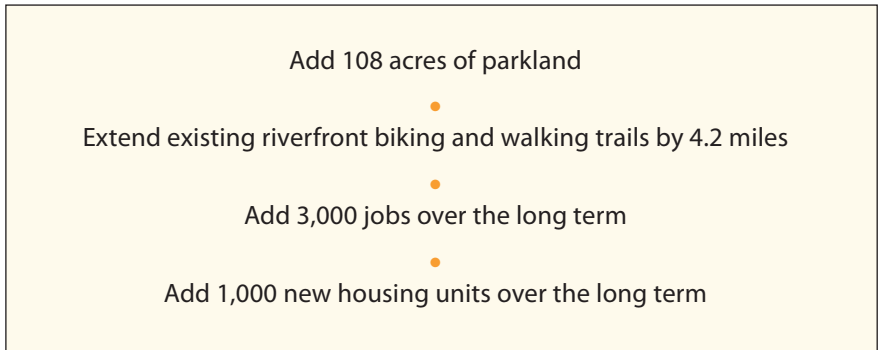 Add 108 acres of parkland
•
Extend existing riverfront biking and walking trails by 4.2 miles
•
Add 3,000 jobs over the long term
•
Add 1,000 new housing units over the long term